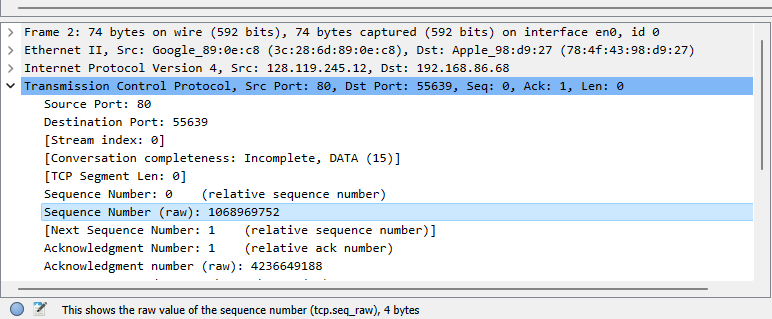 Frame 2: 74 bytes on wire (592 bits), 74 bytes captured (592 bits) on interface en0, id 0
Ethernet II, Src: Google_89:0e:c8 (3c:28:6d:89:0e:c8), Dst: Apple_98:d9:27 (78:4f:43:98:d9:27)
Internet Protocol Version 4, Src: 128.119.245.12, Dst: 192.168.86.68
Transmission Control Protocol, Src Port: 80, Dst Port: 55639, Seq: 0, Ack: 1, Len: 0
Source Port: 80
Destination Port: 55639
[Stream index: 0]
[Conversation completeness: Incomplete, DATA (15)]
[TCP Segment Len: 0]
Sequence Number: 0    (relative sequence number)
Sequence Number (raw): 1068969752
[Next Sequence Number: 1    (relative sequence number)]
Acknowledgment Number: 1    (relative ack number)
Acknowledgment number (raw): 4236649188
This shows the raw value of the sequence number (tcp.seq_raw), 4 bytes